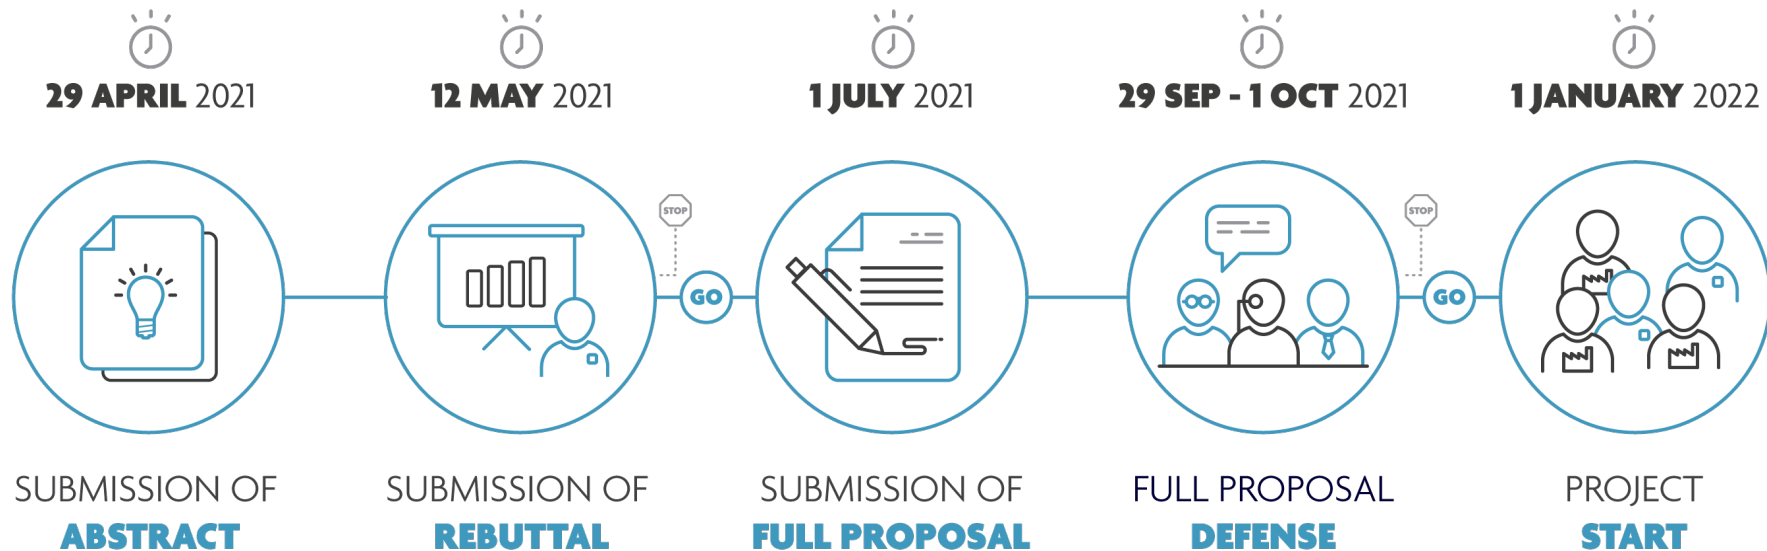 29 APRIL 2021
12 MAY 2021
1 JULY 2021
29 SEP - 1 OCT 2021
1 JANUARY 2022
STOP
GO
STOP
GO
SUBMISSION OF
ABSTRACT
SUBMISSION OF
REBUTTAL
SUBMISSION OF
FULL PROPOSAL
FULL PROPOSAL
DEFENSE
PROJECT
START